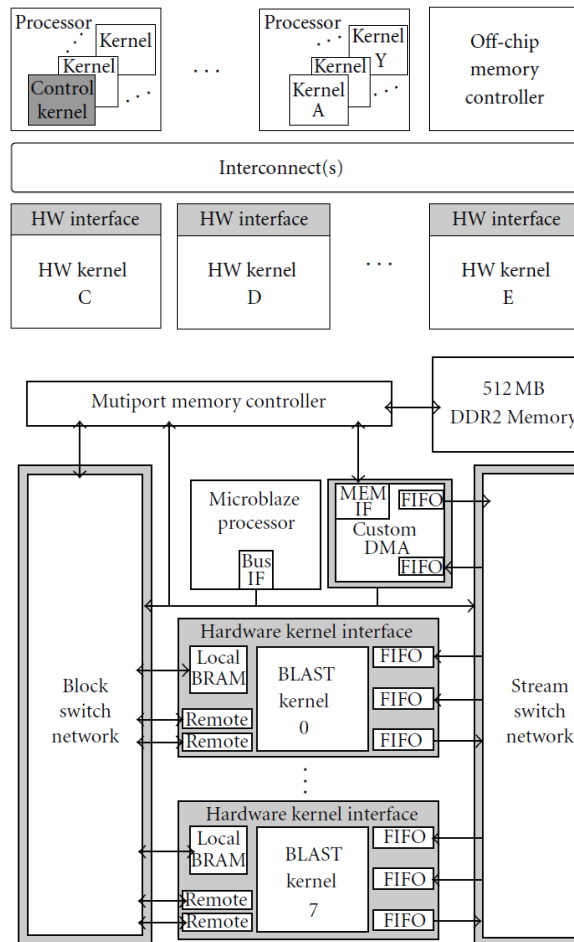 Processor
Kernel
Kernel
Control
kernel
. . .
Processor
Kernel
Y
Kernel
Kernel
A
Off-chip
memory
controller
Interconnect(s)
HW interface
HW kernel
C
HW interface
HW kernel
D
. . .
HW interface
HW kernel
E
Mutiport memory controller
512 MB
DDR2 Memory
Microblaze
processor
Bus
IF
MEM
IF
FIFO
Custom
DMA
FIFO
Block
switch
network
Stream
switch
network
Hardware kernel interface
Local
BRAM
Remote
Remote
BLAST
kernel
0
FIFO
FIFO
FIFO
Hardware kernel interface
Local
BRAM
Remote
Remote
BLAST
kernel
7
FIFO
FIFO
FIFO